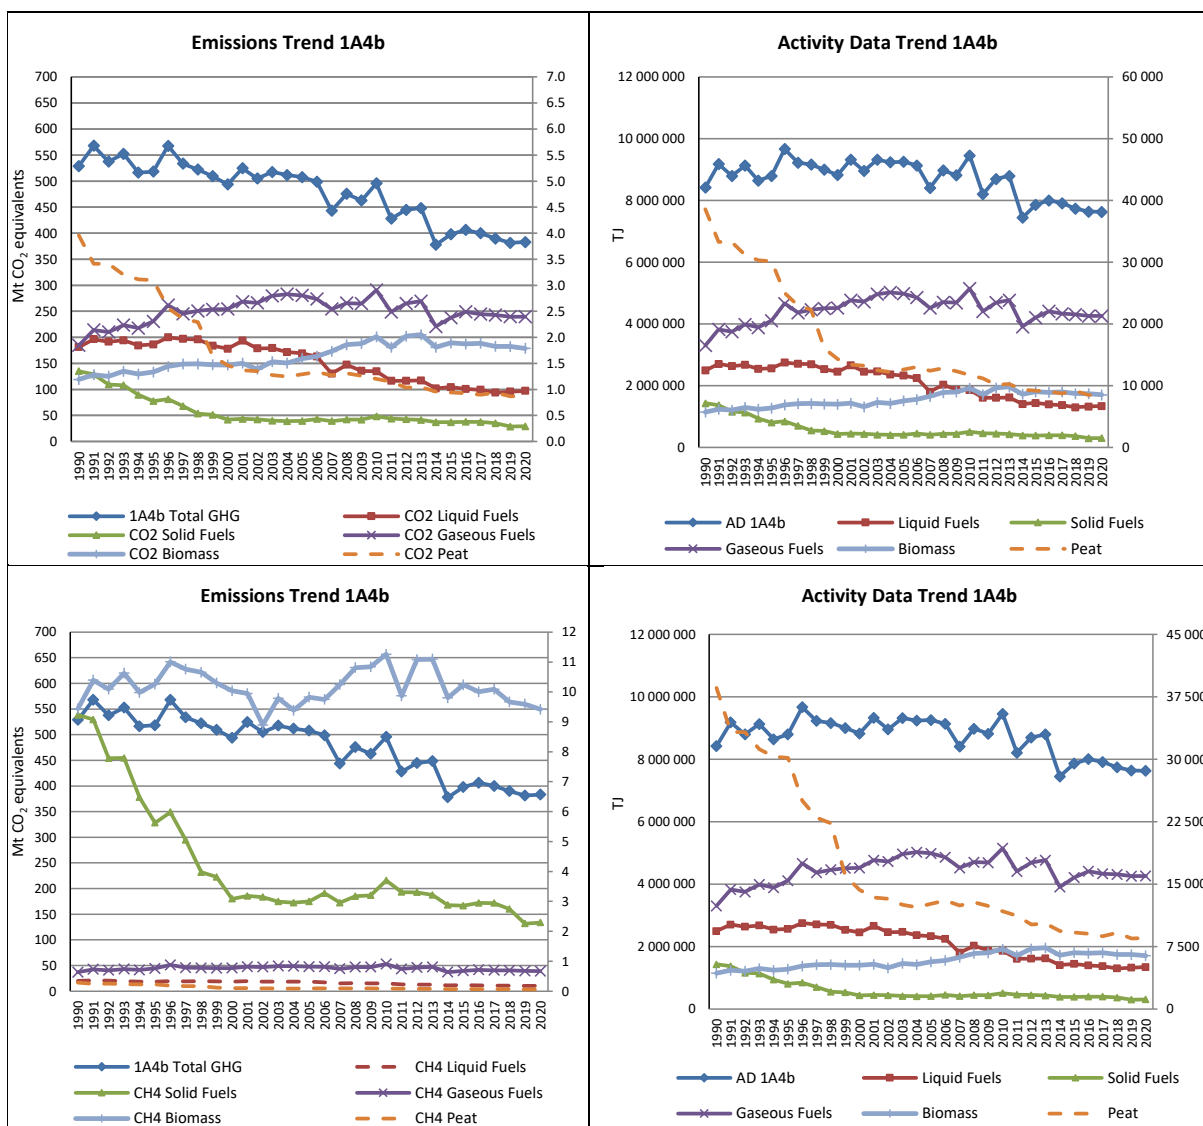 Emissions Trend 1A4b
Mt CO2 equivalents
700 650 600 550 500 450 400 350 300 250 200 150 100 50 0
7.0 6.5 6.0 5.5 5.0 4.5 4.0 3.5 3.0 2.5 2.0 1.5 1.0 0.5 0.0
1990 1991 1992 1993 1994 1995 1996 1997 1998 1999 2000 2001 2002 2003 2004 2005 2006 2007 2008 2009 2010 2011 2012 2013 2014 2015 2016 2017 2018 2019 2020
1A4b Total GHG CO2 Liquid Fuels
CO2 Solid Fuels CO2 Gaseous Fuels
CO2 Biomass CO2 Peat
Activity Data Trend 1A4b
TJ
12 000 000 10 000 000 8 000 000 6 000 000 4 000 000 2 000 000 0
60 000 50 000 40 000 30 000 20 000 10 000 0
1990 1991 1992 1993 1994 1995 1996 1997 1998 1999 2000 2001 2002 2003 2004 2005 2006 2007 2008 2009 2010 2011 2012 2013 2014 2015 2016 2017 2018 2019 2020
AD 1A4b Liquid Fuels Solid Fuels
Gaseous Fuels Biomass Peat
Emissions Trend 1A4b
Mt CO2 equivalents
700 650 600 550 500 450 400 350 300 250 200 150 100 50 0
12 11 10 9 8 7 6 5 4 3 2 1 0
1990 1991 1992 1993 1994 1995 1996 1997 1998 1999 2000 2001 2002 2003 2004 2005 2006 2007 2008 2009 2010 2011 2012 2013 2014 2015 2016 2017 2018 2019 2020
1A4b Total GHG CH4 Liquid Fuels
CH4 Solid Fuels CH4 Gaseous Fuels
CH4 Biomass CH4 Peat
Activity Data Trend 1A4b
TJ
12 000 000 10 000 000 8 000 000 6 000 000 4 000 000 2 000 000 0
45 000 37 500 30 000 22 500 15 000 7 500 0
1990 1991 1992 1993 1994 1995 1996 1997 1998 1999 2000 2001 2002 2003 2004 2005 2006 2007 2008 2009 2010 2011 2012 2013 2014 2015 2016 2017 2018 2019 2020
AD 1A4b Liquid Fuels Solid Fuels
Gaseous Fuels Biomass Peat